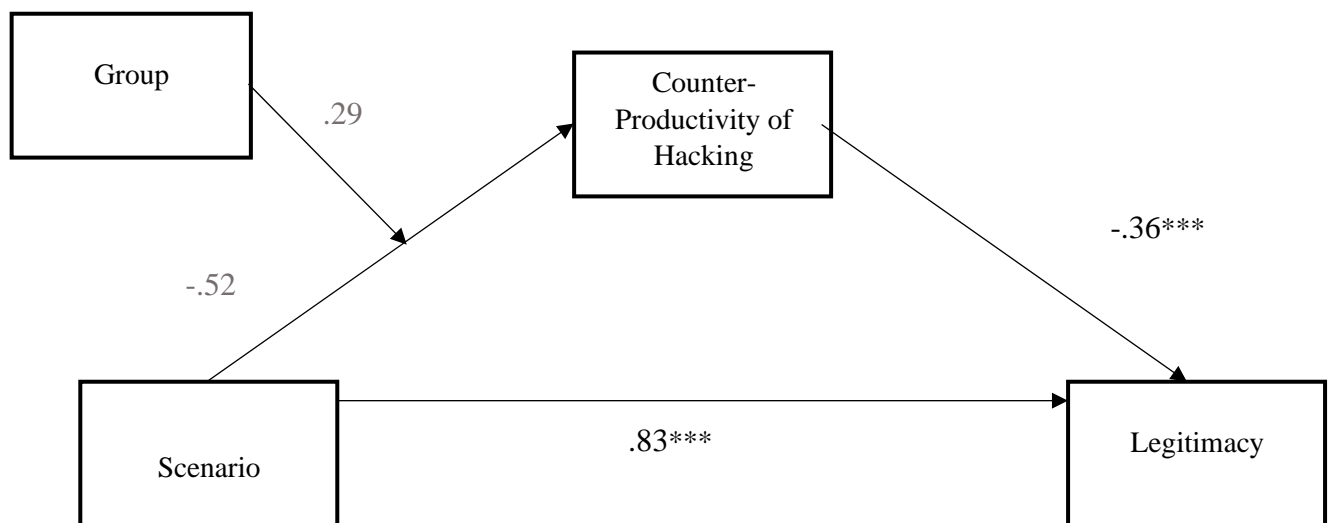 Group
Counter-
Productivity of
Hacking
.29
-.36***
-.52
.83***
Legitimacy
Scenario